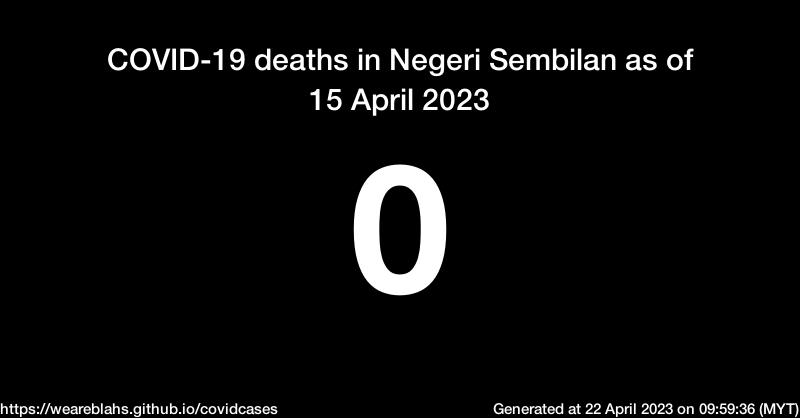 COVID-19 deaths in Negeri Sembilan as of
15 April 2023
0
https://weareblahs.github.io/covidcases
Generated at 22 April 2023 on 09:59:36 (MYT)